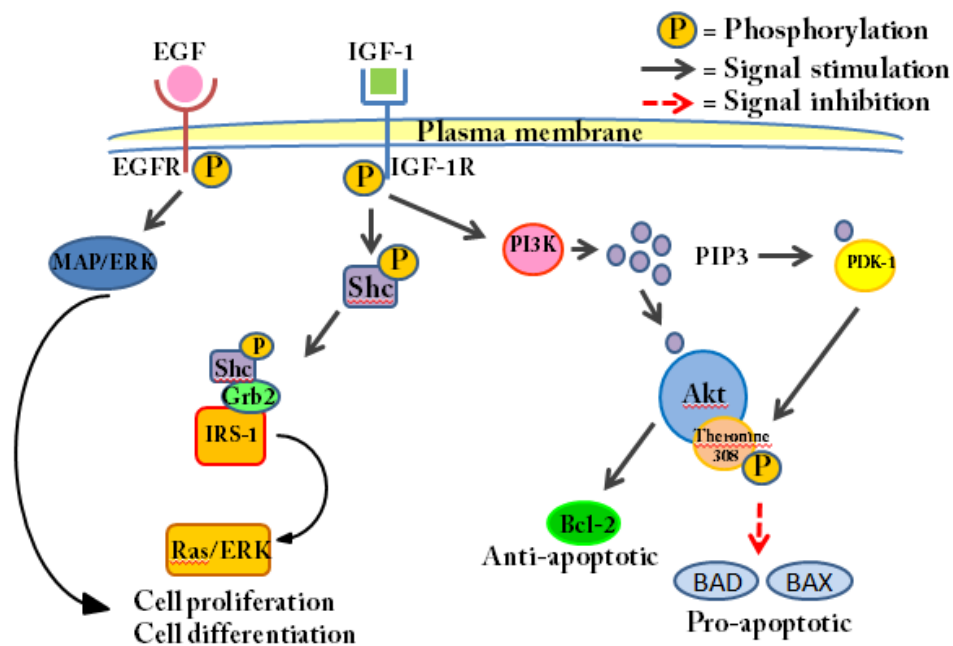 EGF
IGF-1
P = Phosphorylation
= Signal stimulation
= Signal inhibition
Plasma membrane
EGFR P
P IGF-1R
MAP/ERK
P
Shc
PI3K
PIP3
PDK-1
P
Shc
Grb2
IRS-1
Akt
Theronine
308
P
Ras/ERK
Bcl-2
Anti-apoptotic
BAD
BAX
Pro-apoptotic
Cell proliferation
Cell differentiation